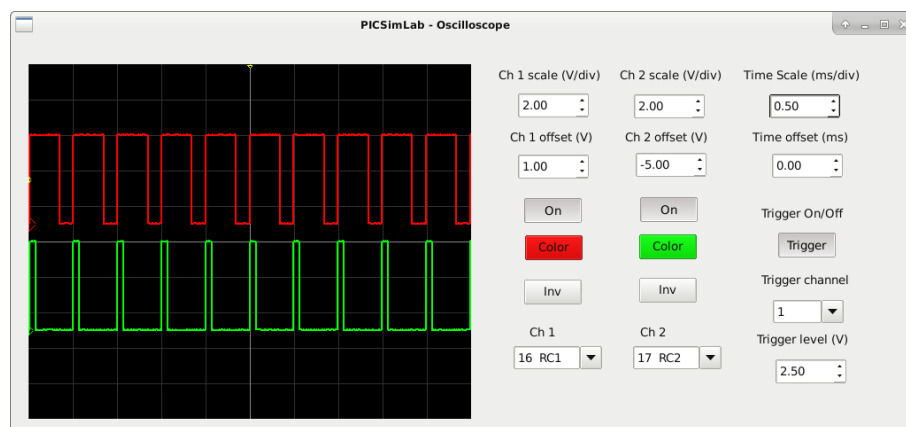 PICSimLab - Oscilloscope
Ch 1 scale (V/div) Ch 2 scale (V/div) Time Scale (ms/div)
2.00 2.00 0.50
Ch 1 offset (V) Ch 2 offset (V) Time offset (ms)
1.00 -5.00 0.00
On On Trigger On/Off
Color Color Trigger
Inv Inv Trigger channel
1
Ch 1 Ch 2 Trigger level (V)
16 RC1 17 RC2 2.50